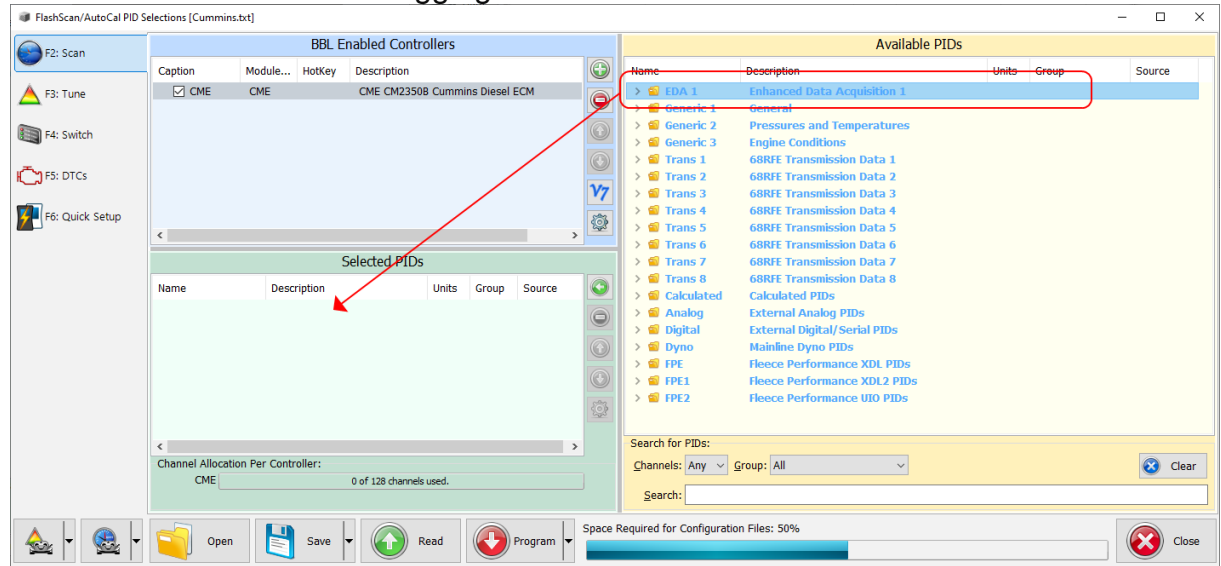 FlashScan/AutoCal PID Selections [Cummins.txt]
F2: Scan
F3: Tune
F4: Switch
F5: DTCs
F6: Quick Setup
BBL Enabled Controllers
Caption Module... HotKey Description
CME CME CME CM2350B Cummins Diesel ECM
V7
Selected PIDs
Name Description Units Group Source
Channel Allocation Per Controller:
CME 0 of 128 channels used.
Available PIDs
Name Description Units Group Source
EDA 1 Enhanced Data Acquisition 1
Generic 1 General
Generic 2 Pressures and Temperatures
Generic 3 Engine Conditions
Trans 1 68RFE Transmission Data 1
Trans 2 68RFE Transmission Data 2
Trans 3 68RFE Transmission Data 3
Trans 4 68RFE Transmission Data 4
Trans 5 68RFE Transmission Data 5
Trans 6 68RFE Transmission Data 6
Trans 7 68RFE Transmission Data 7
Trans 8 68RFE Transmission Data 8
Calculated Calculated PIDs
Analog External Analog PIDs
Digital External Digital/Serial PIDs
Dyno Mainline Dyno PIDs
FPE Fleece Performance XDL PIDs
FPE1 Fleece Performance XDL2 PIDs
FPE2 Fleece Performance UIO PIDs
Search for PIDs:
Channels: Any Group: All Clear
Search:
Open Save Read Program
Space Required for Configuration Files: 50%
Close